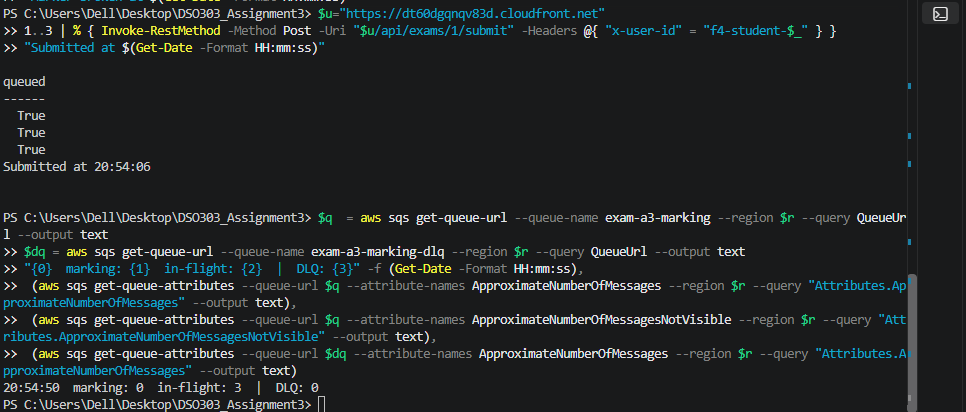 PS C:\Users\Dell\Desktop\DSO303_Assignment3> $u="https://dt60dgqnqv83d.cloudfront.net"
>> 1..3 | % { Invoke-RestMethod -Method Post -Uri "$u/api/exams/1/submit" -Headers @{ "x-user-id" = "f4-student-$_" } }
>> "Submitted at $(Get-Date -Format HH:mm:ss)"
queued
------
True
True
True
Submitted at 20:54:06
PS C:\Users\Dell\Desktop\DSO303_Assignment3> $q  = aws sqs get-queue-url --queue-name exam-a3-marking --region $r --query QueueUr
l --output text
>> $dq = aws sqs get-queue-url --queue-name exam-a3-marking-dlq --region $r --query QueueUrl --output text
>> "{0}  marking: {1}  in-flight: {2}  |  DLQ: {3}" -f (Get-Date -Format HH:mm:ss),
>>  (aws sqs get-queue-attributes --queue-url $q --attribute-names ApproximateNumberOfMessages --region $r --query "Attributes.Ap
proximateNumberOfMessages" --output text),
>>  (aws sqs get-queue-attributes --queue-url $q --attribute-names ApproximateNumberOfMessagesNotVisible --region $r --query "Att
ributes.ApproximateNumberOfMessagesNotVisible" --output text),
>>  (aws sqs get-queue-attributes --queue-url $dq --attribute-names ApproximateNumberOfMessages --region $r --query "Attributes.A
pproximateNumberOfMessages" --output text)
20:54:50  marking: 0  in-flight: 3  |  DLQ: 0
PS C:\Users\Dell\Desktop\DSO303_Assignment3>